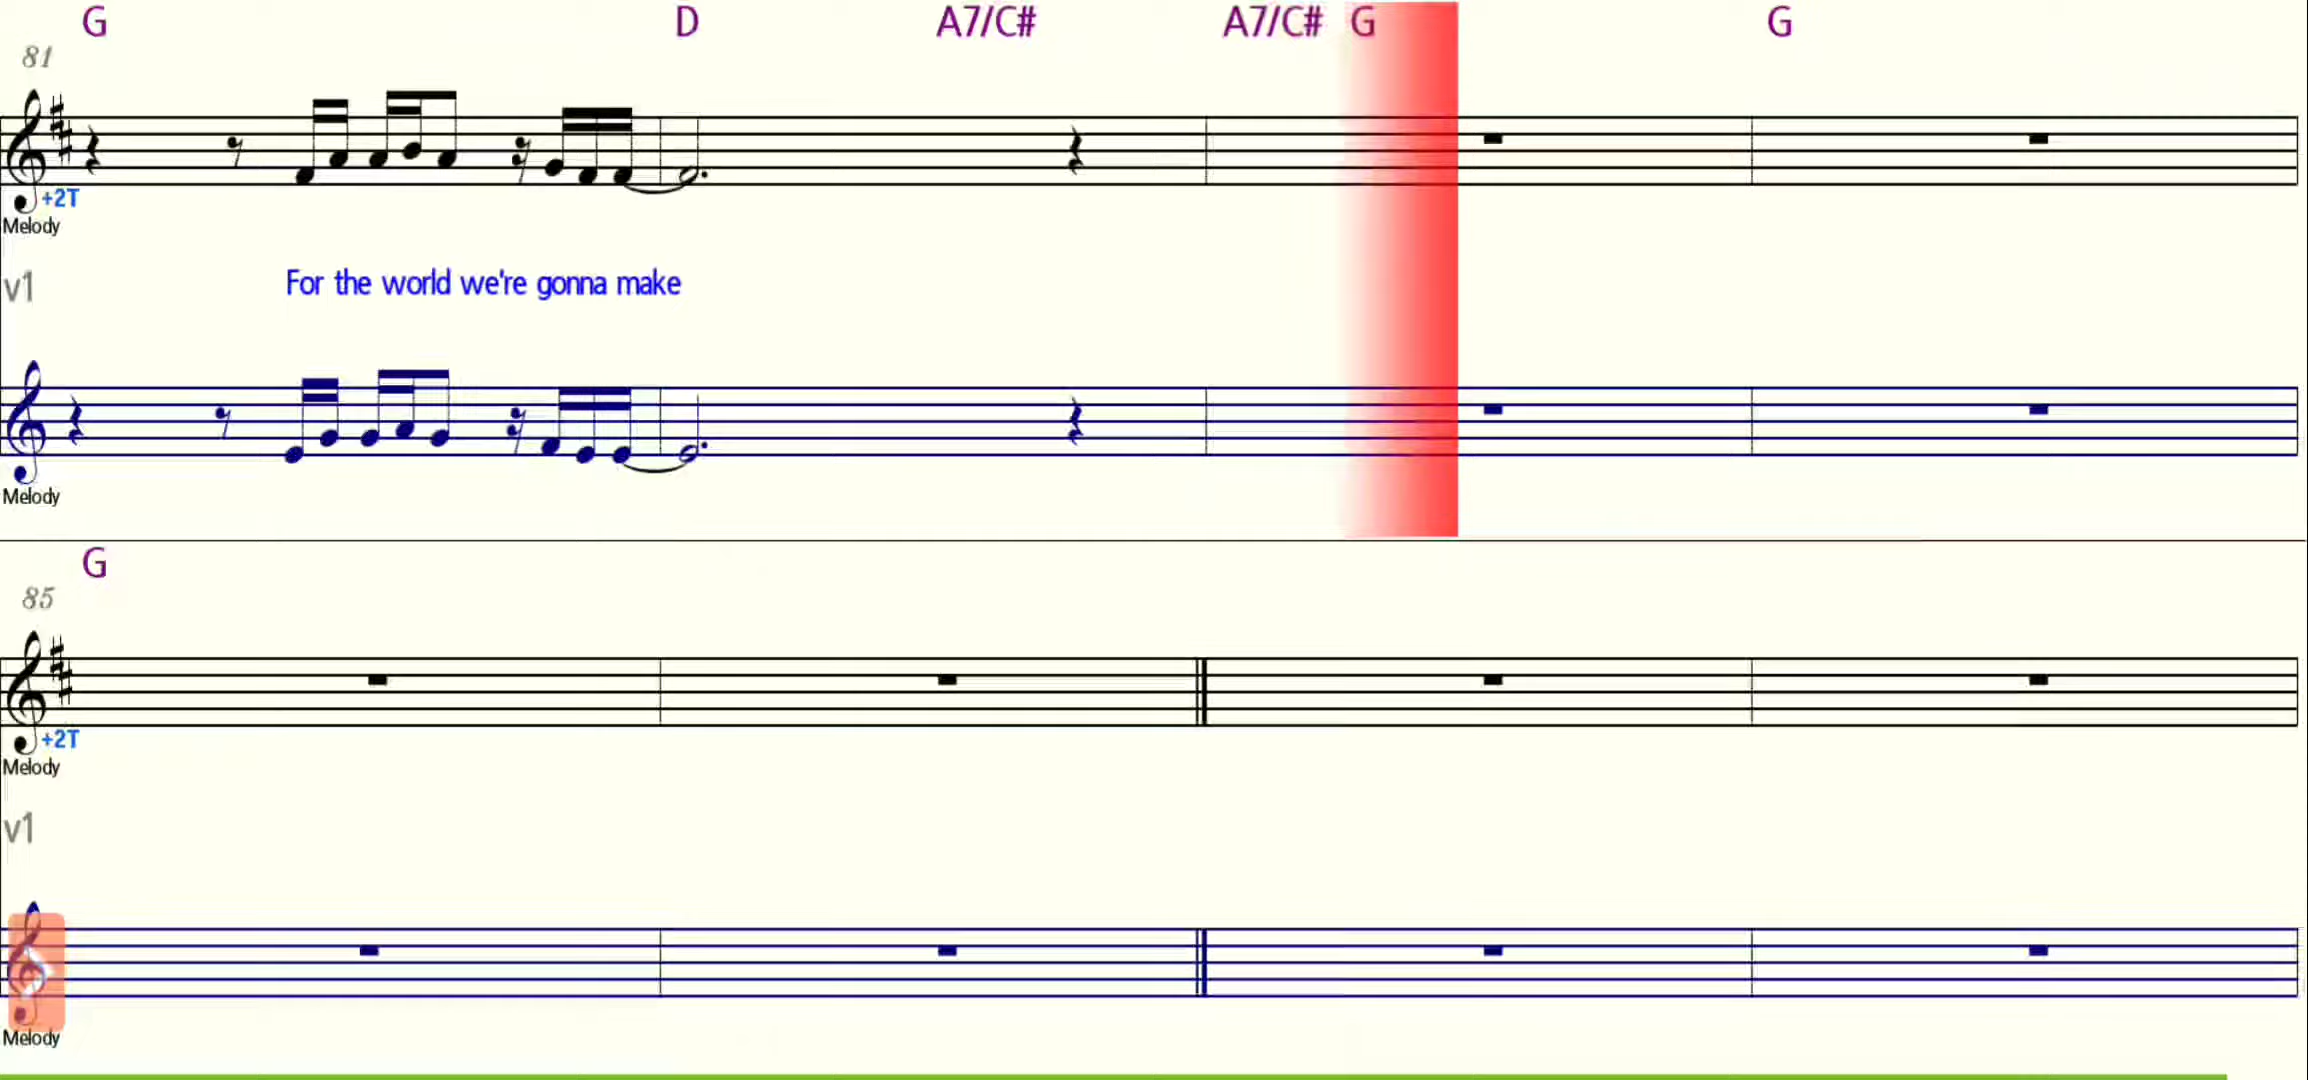 G D A7/C# A7/C# G G
81
+2T
Melody
v1 For the world we're gonna make
Melody
G
85
+2T
Melody
v1
Melody